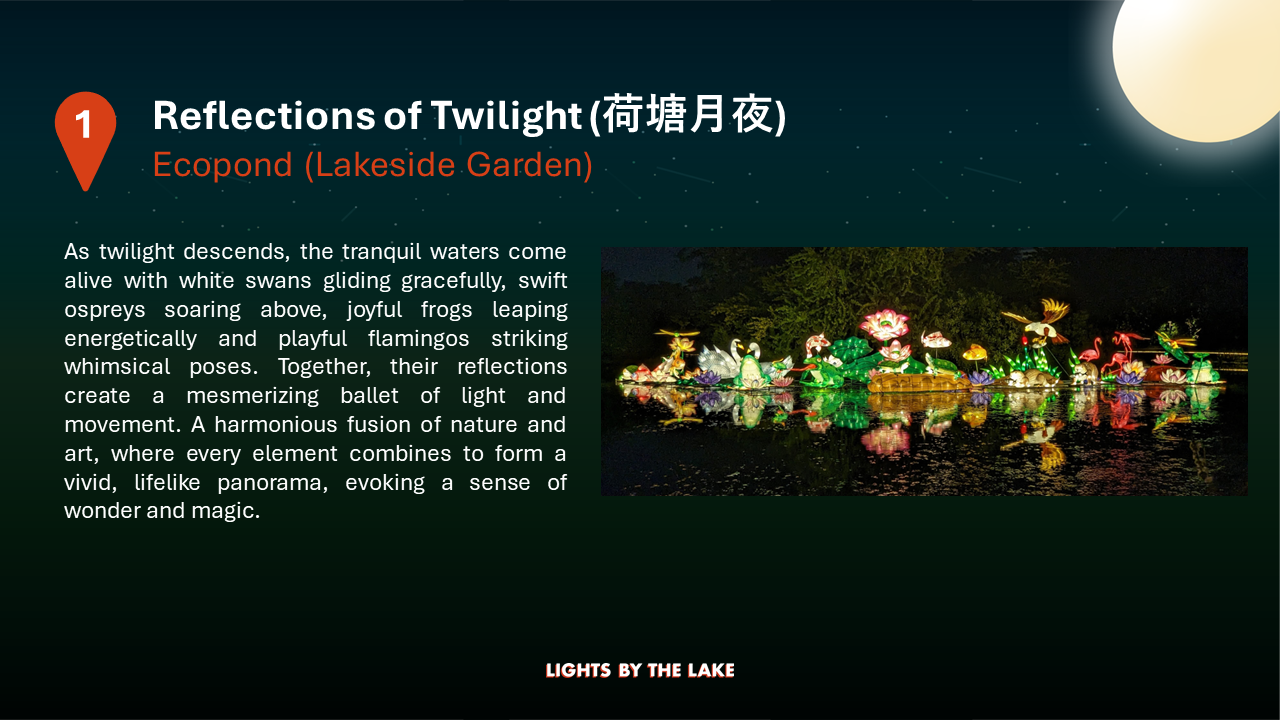 1
Reflections of Twilight (荷塘月夜)
Ecopond (Lakeside Garden)
As twilight descends, the tranquil waters come
alive with white swans gliding gracefully, swift
ospreys soaring above, joyful frogs leaping
energetically and playful flamingos striking
whimsical poses. Together, their reflections
create a mesmerizing ballet of light and
movement. A harmonious fusion of nature and
art, where every element combines to form a
vivid, lifelike panorama, evoking a sense of
wonder and magic.
LIGHTS BY THE LAKE